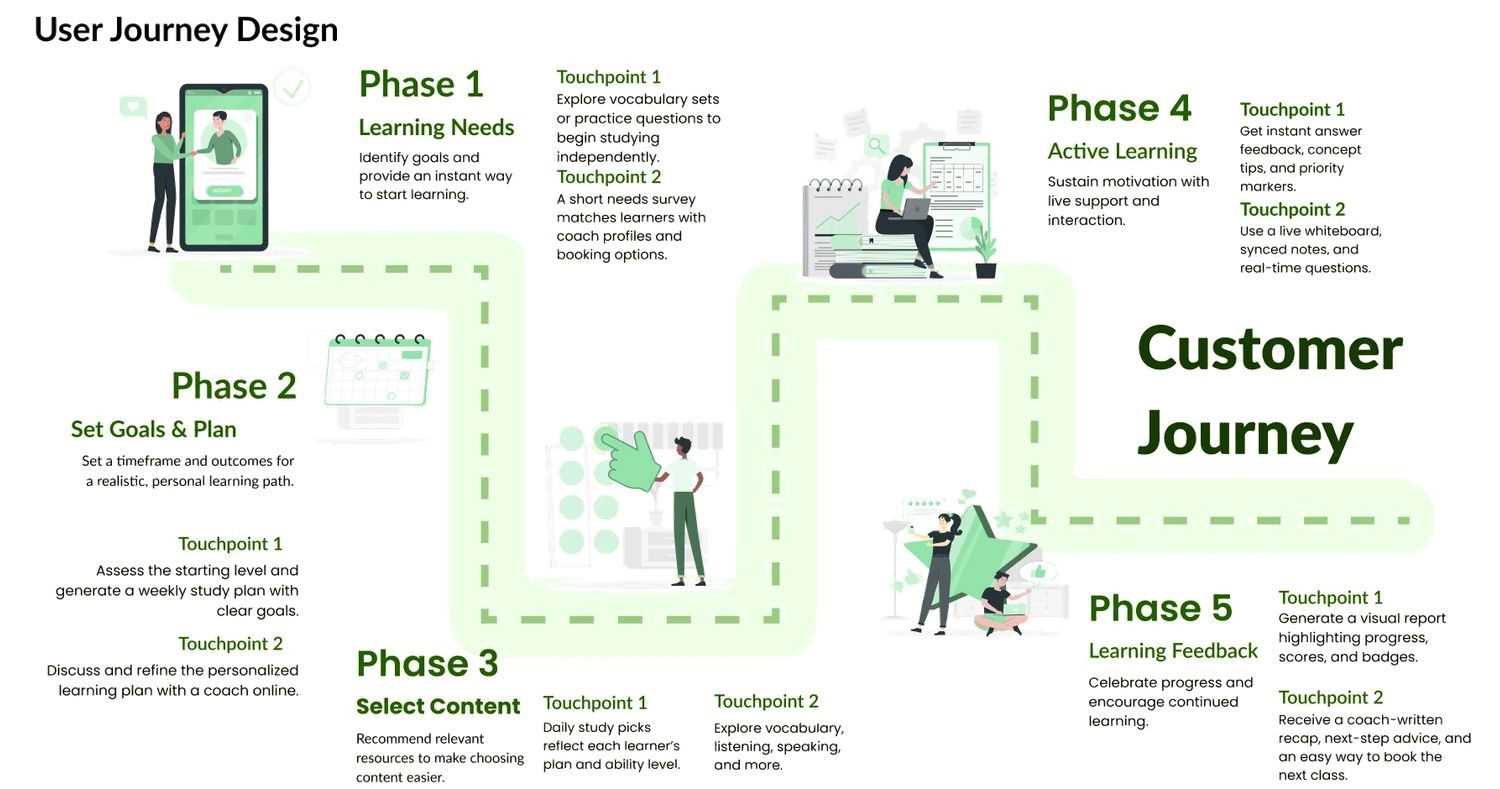 User Journey Design
Phase 1
Learning Needs
Identify goals and
provide an instant way
to start learning.
Touchpoint 1
Explore vocabulary sets
or practice questions to
begin studying
independently.
Touchpoint 2
A short needs survey
matches learners with
coach profiles and
booking options.
ACCEPT
Phase 2
Set Goals & Plan
Set a timeframe and outcomes for
a realistic, personal learning path.
Touchpoint 1
Assess the starting level and
generate a weekly study plan with
clear goals.
Touchpoint 2
Discuss and refine the personalized
learning plan with a coach online.
Phase 3
Select Content
Recommend relevant
resources to make choosing
content easier.
Touchpoint 1
Daily study picks
reflect each learner's
plan and ability level.
Touchpoint 2
Explore vocabulary,
listening, speaking,
and more.
Phase 4
Active Learning
Sustain motivation with
live support and
interaction.
Touchpoint 1
Get instant answer
feedback, concept
tips, and priority
markers.
Touchpoint 2
Use a live whiteboard,
synced notes, and
real-time questions.
Customer
Journey
Phase 5
Learning Feedback
Celebrate progress and
encourage continued
learning.
Touchpoint 1
Generate a visual report
highlighting progress,
scores, and badges.
Touchpoint 2
Receive a coach-written
recap, next-step advice, and
an easy way to book the
next class.